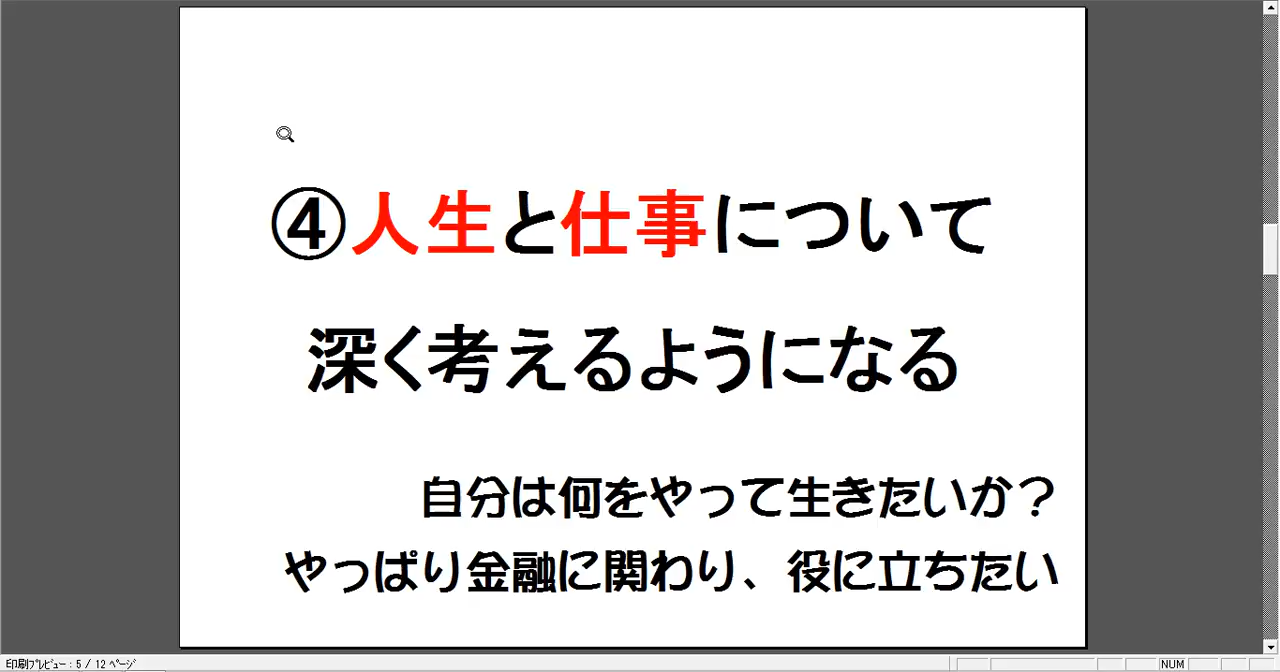 ④人生と仕事について
深く考えるようになる
自分は何をやって生きたいか？
やっぱり金融に関わり、役に立ちたい
印刷ﾌﾟﾚﾋﾞｭｰ : 5 / 12 ﾍﾟｰｼﾞ
NUM